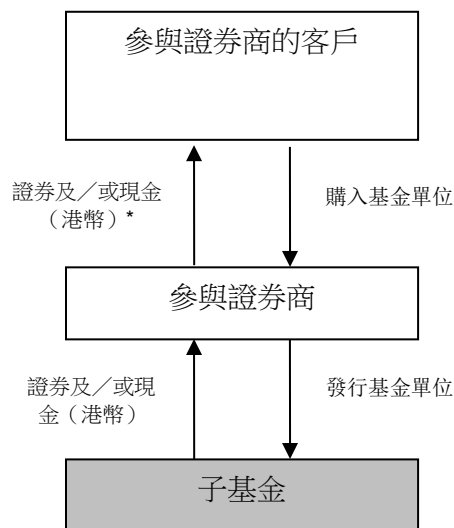 參與證券商的客戶
證券及／或現金
（港幣）*
購入基金單位
參與證券商
證券及／或現
金（港幣）
發行基金單位
子基金